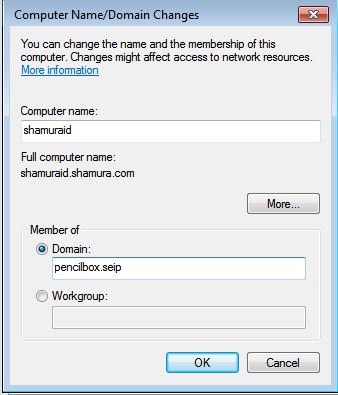 Computer Name/Domain Changes
You can change the name and the membership of this
computer. Changes might affect access to network resources.
More information
Computer name:
shamuraid
Full computer name:
shamuraid.shamura.com
More...
Member of
Domain:
pencilbox.seip
Workgroup:
OK Cancel